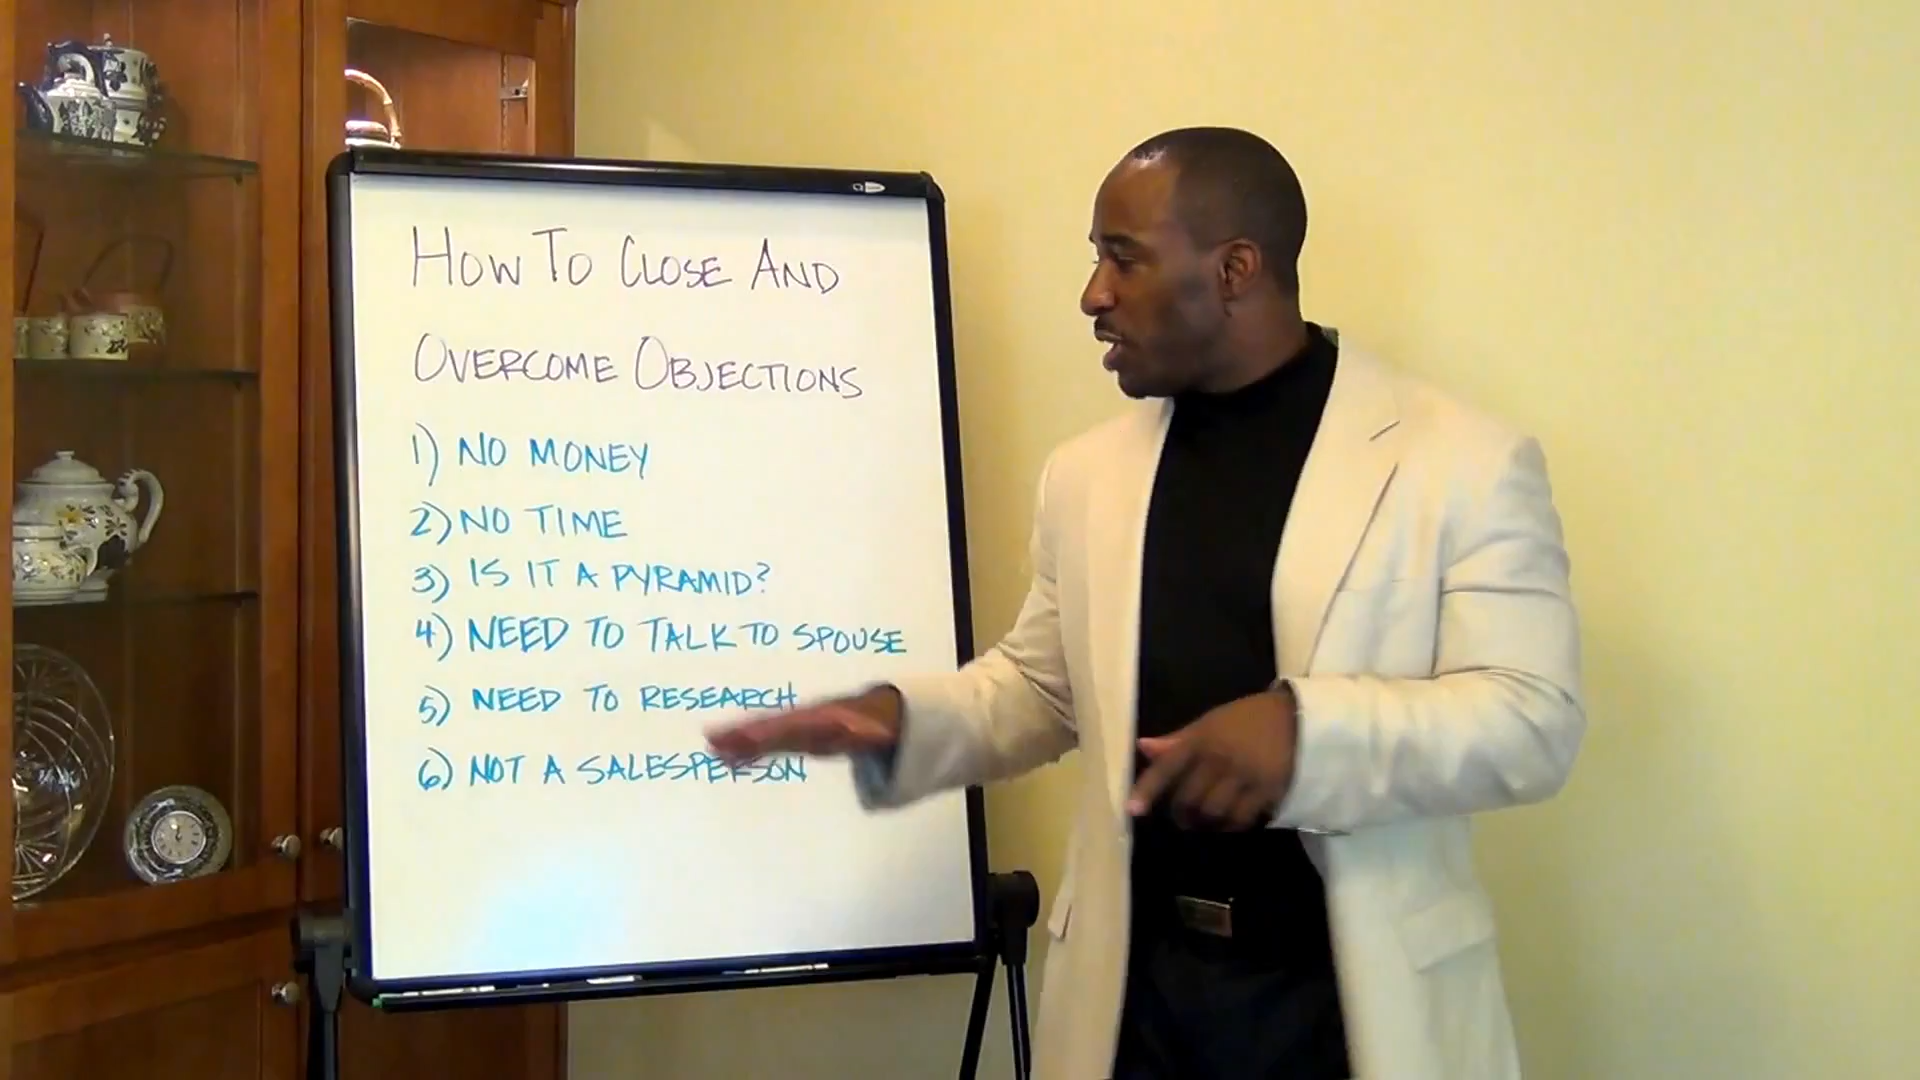 HOW TO CLOSE AND
OVERCOME OBJECTIONS
1) NO MONEY
2) NO TIME
3) IS IT A PYRAMID?
4) NEED TO TALK TO SPOUSE
5) NEED TO RESEARCH
6) NOT A SALESPERSON